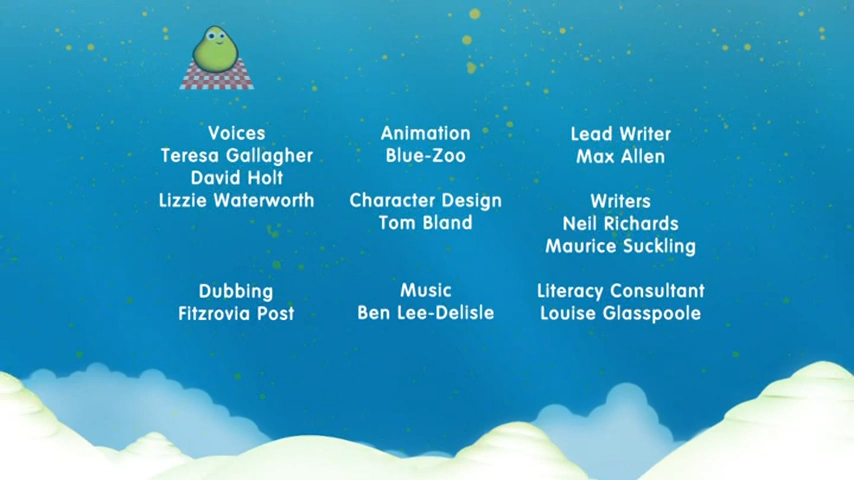 Voices
Teresa Gallagher
David Holt
Lizzie Waterworth
Animation
Blue-Zoo
Character Design
Tom Bland
Lead Writer
Max Allen
Writers
Neil Richards
Maurice Suckling
Dubbing
Fitzrovia Post
Music
Ben Lee-Delisle
Literacy Consultant
Louise Glasspoole